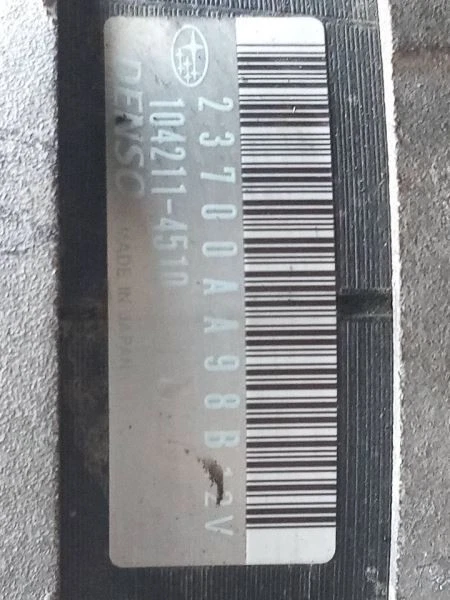 23700AA98B 12V
104211-4510
DENSO MADE IN JAPAN